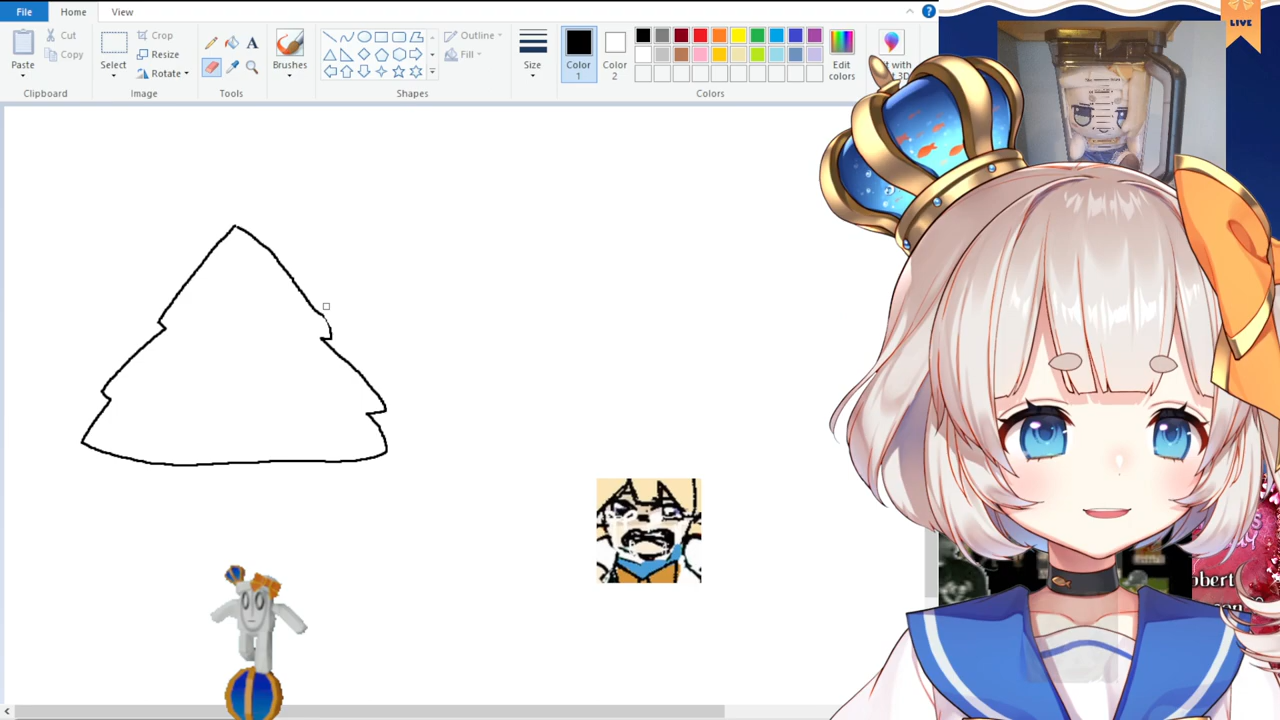 File Home View
LIVE
Cut Crop Outline
Copy Resize Fill
Paste Select Rotate Brushes Size Color 1 Color 2 Edit colors
Clipboard Image Tools Shapes Colors